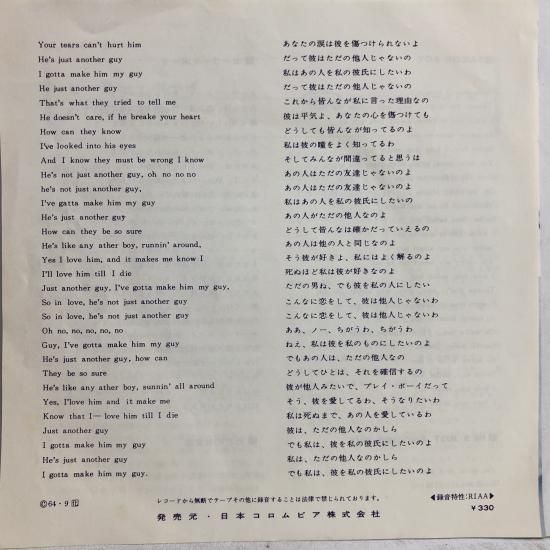 Your tears can't hurt him
He's just another guy
I gotta make him my guy
He just another guy
That's what they tried to tell me
He doesn't care, if he breake your heart
How can they know
I've looked into his eyes
And I know they must be wrong I know
He's not just another guy, oh no no no
he's not just another guy,
I've gatta make him my guy
He's just another guy
How can they be so sure
He's like any ather boy, runnin' around,
Yes I love him, and it makes me know I
I'll love him till I die
Just another guy, I've gotta make him my guy,
So in love, he's not just another guy
So in love, he's not just another guy
Oh no, no, no, no, no
Guy, I've gotta make him my guy
He's just another guy, how can
They be so sure
He's like any atber boy, sunnin' all around
Yes, I'love him and it make me
Know that I— love him till I die
Just another guy
I gotta make him my guy
He's just another guy
I gotta make him my guy.
あなたの涙は彼を傷つけられないよ
だって彼はただの他人じゃないの
私はあの人を私の彼氏にしたいわ
だって彼はただの他人じゃないの
これから皆んなが私に言った理由なの
彼は平気よ、あなたの心を傷つけても
どうしても皆んなが知ってるのよ
私は彼の瞳をよく知ってるわ
そしてみんなが間違ってると思うは
あの人はただの友達じゃないのよ
あの人はただの友達じゃないのよ
私はあの人を私の彼氏にしたいの
あの人がただの他人なのよ
どうして皆んなは確かだっていえるの
あの人は他の人と同じなのよ
そう彼が好きよ、私にはよく解るのよ
死ぬほど私は彼が好きなのよ
ただの男ね、でも彼を私の人にしたい
こんなに恋をして、彼は他人じゃないわ
こんなに恋をして、彼は他人じゃないわ
ああ、ノー、ちがうわ、ちがうわ
ねえ、私は彼を私のものにしたいのよ
でもあの人は、ただの他人なの
どうしてひとは、それを確信するの
彼が他人みたいで、プレイ・ボーイだって
そう、彼を愛してるわ、そうなりたいわ
私は死ぬまで、あの人を愛しているわ
彼は、ただの他人なのかしら
でも私は、彼を私の彼氏にしたいのよ
彼は、ただの他人なのかしら
でも私は、彼を私の彼氏にしたいのよ
レコードから無断でテープその他に録音することは法律で禁じられております。
◀録音特性:RIAA▶
Ⓒ64・9
¥330
発売元・日本コロムビア株式会社